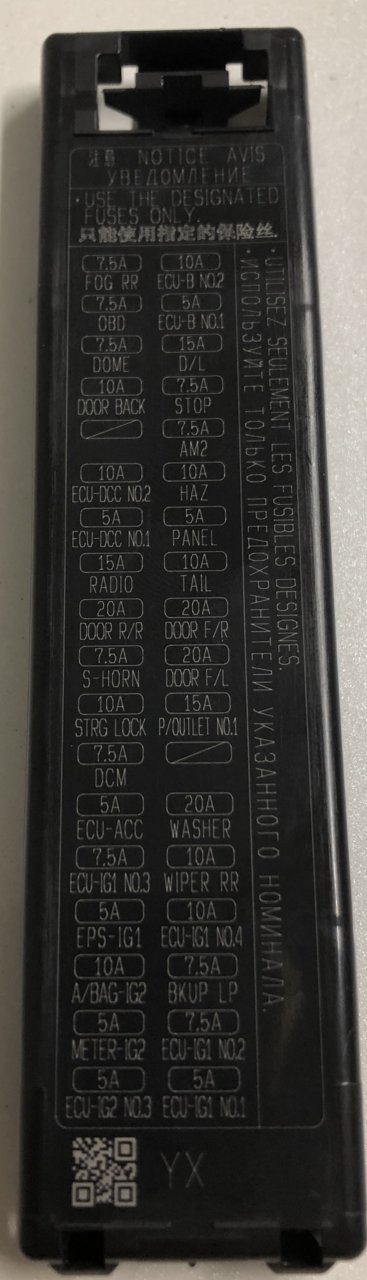 注意 NOTICE AVIS
УВЕДОМЛЕНИЕ
·USE THE DESIGNATED
FUSES ONLY.
只能使用指定的保险丝.
7.5A 10A
FOG RR ECU-B NO.2
7.5A 5A
OBD ECU-B NO.1
7.5A 15A
DOME D/L
10A 7.5A
DOOR BACK STOP
7.5A
AM2
10A 10A
ECU-DCC NO.2 HAZ
5A 5A
ECU-DCC NO.1 PANEL
15A 10A
RADIO TAIL
20A 20A
DOOR R/R DOOR F/R
7.5A 20A
S-HORN DOOR F/L
10A 15A
STRG LOCK P/OUTLET NO.1
7.5A
DCM
5A 20A
ECU-ACC WASHER
7.5A 10A
ECU-IG1 NO.3 WIPER RR
5A 10A
EPS-IG1 ECU-IG1 NO.4
10A 7.5A
A/BAG-IG2 BKUP LP
5A 7.5A
METER-IG2 ECU-IG1 NO.2
5A 5A
ECU-IG2 NO.3 ECU-IG1 NO.1
·UTILISEZ SEULEMENT LES FUSIBLES DESIGNES.
·ИСПОЛЬЗУЙТЕ ТОЛЬКО ПРЕДОХРАНИТЕЛИ УКАЗАННОГО НОМИНАЛА.
YX